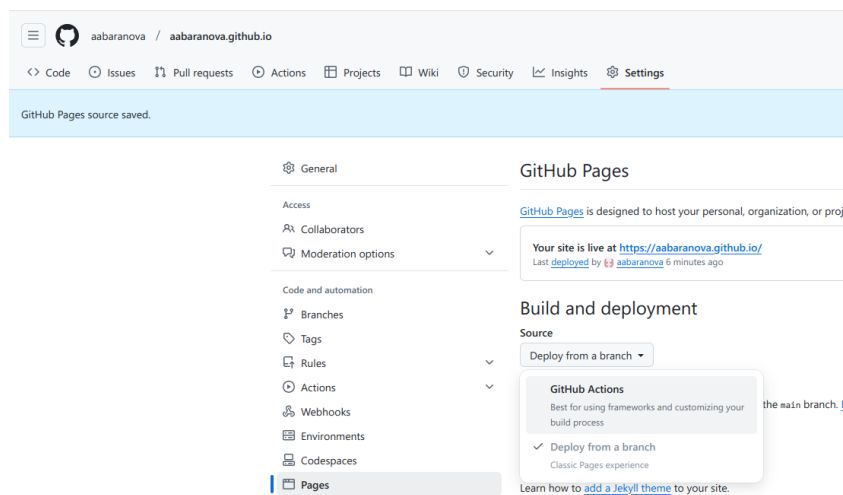 aabaranova / aabaranova.github.io
<> Code Issues Pull requests Actions Projects Wiki Security Insights Settings
GitHub Pages source saved.
General
Access
Collaborators
Moderation options
Code and automation
Branches
Tags
Rules
Actions
Webhooks
Environments
Codespaces
Pages
GitHub Pages
GitHub Pages is designed to host your personal, organization, or proj
Your site is live at https://aabaranova.github.io/
Last deployed by aabaranova 6 minutes ago
Build and deployment
Source
Deploy from a branch
GitHub Actions
Best for using frameworks and customizing your
build process
the main branch.
Deploy from a branch
Classic Pages experience
Learn how to add a Jekyll theme to your site.